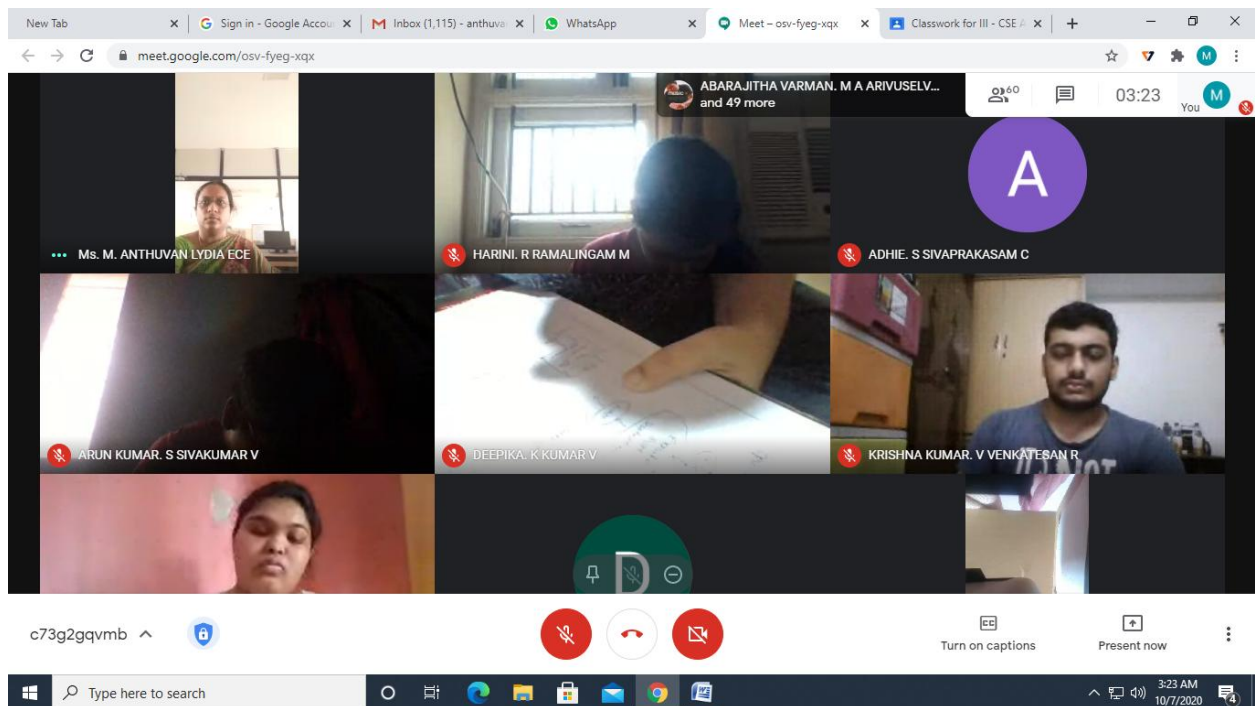 New Tab
Sign in - Google Accou
Inbox (1,115) - anthuva
WhatsApp
Meet – osv-fyeg-xqx
Classwork for III - CSE A
meet.google.com/osv-fyeg-xqx
M
ABARAJITHA VARMAN. M A ARIVUSELV...
and 49 more
60
03:23
You
M
A
Ms. M. ANTHUVAN LYDIA ECE
HARINI. R RAMALINGAM M
ADHIE. S SIVAPRAKASAM C
ARUN KUMAR. S SIVAKUMAR V
DEEPIKA. K KUMAR V
KRISHNA KUMAR. V VENKATESAN R
D
c73g2gqvmb
Turn on captions
Present now
Type here to search
3:23 AM
10/7/2020
4